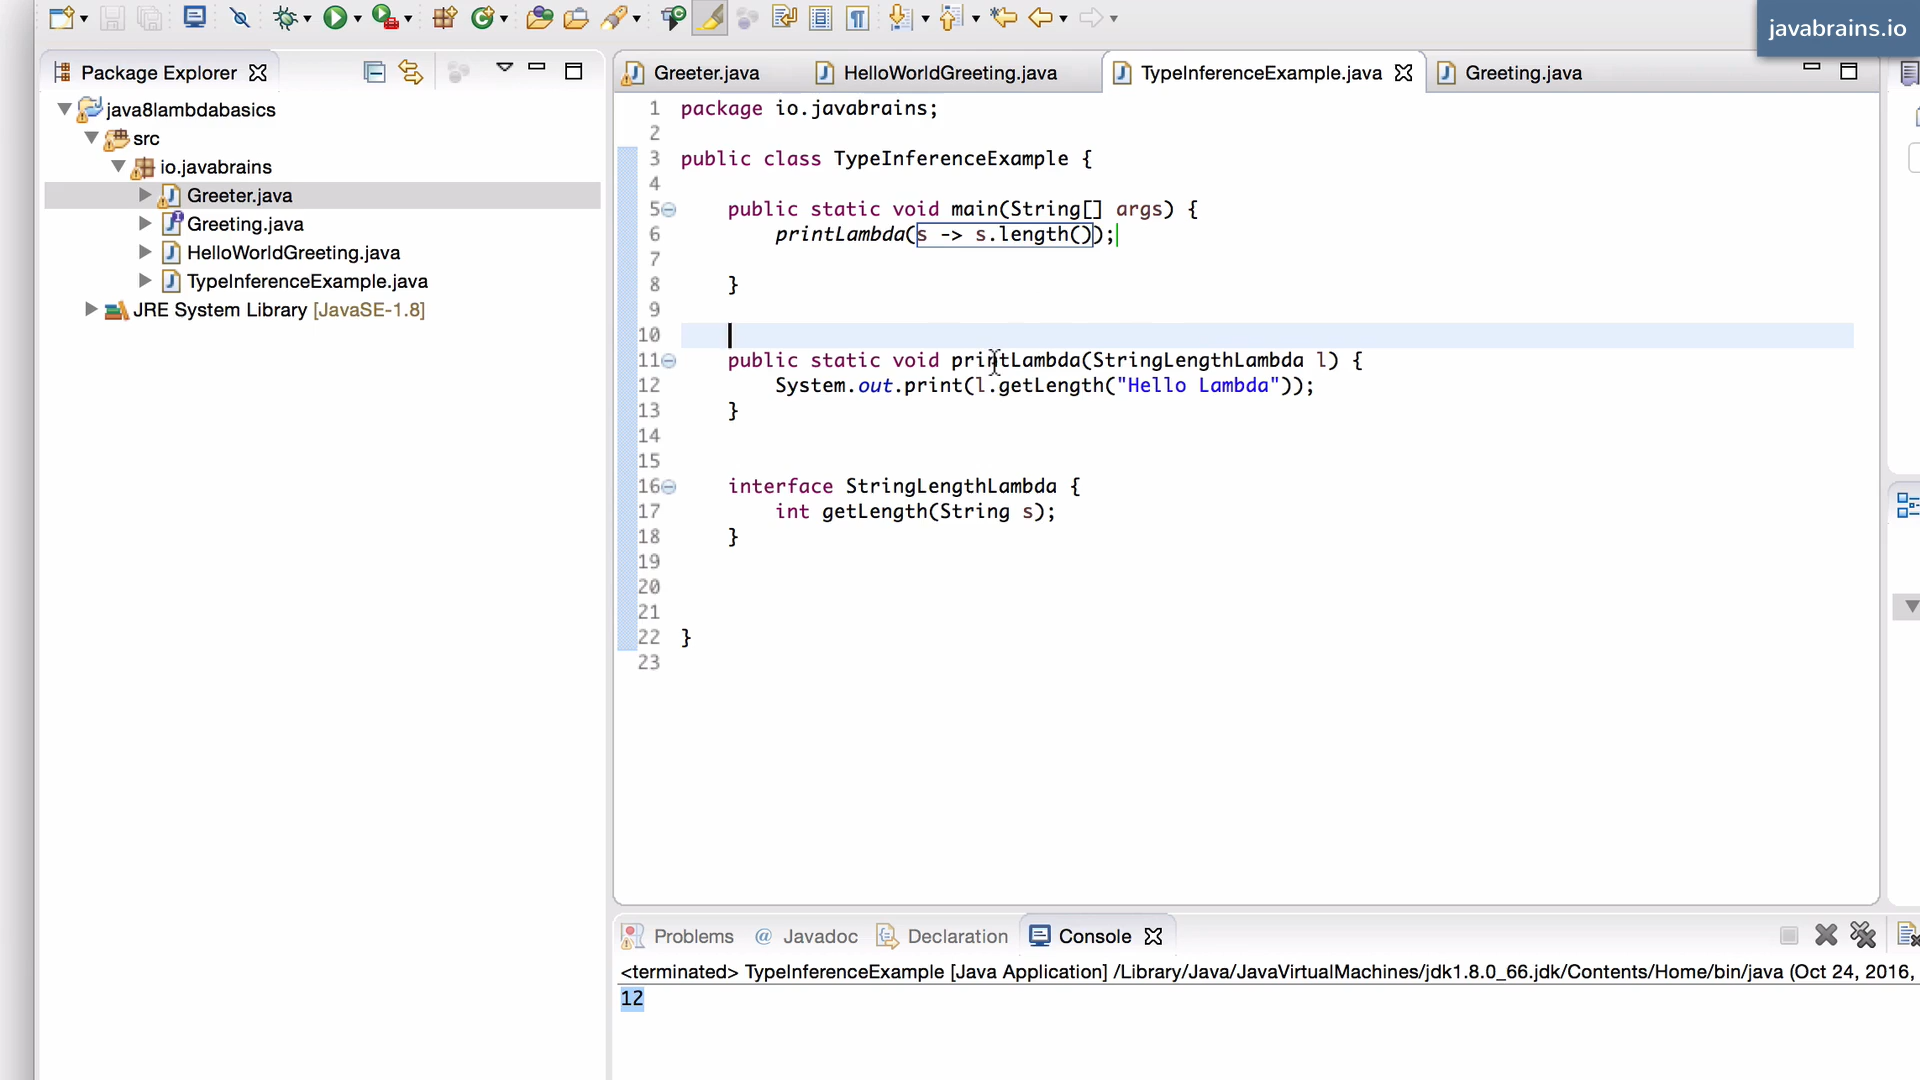 javabrains.io
Package Explorer
java8lambdabasics
src
io.javabrains
Greeter.java
Greeting.java
HelloWorldGreeting.java
TypeInferenceExample.java
JRE System Library [JavaSE-1.8]
Greeter.java HelloWorldGreeting.java TypeInferenceExample.java Greeting.java
1 package io.javabrains;
2
3 public class TypeInferenceExample {
4
5 public static void main(String[] args) {
6 printLambda(s -> s.length());
7
8 }
9
10
11 public static void printLambda(StringLengthLambda l) {
12 System.out.print(l.getLength("Hello Lambda"));
13 }
14
15
16 interface StringLengthLambda {
17 int getLength(String s);
18 }
19
20
21
22 }
23
Problems @ Javadoc Declaration Console
<terminated> TypeInferenceExample [Java Application] /Library/Java/JavaVirtualMachines/jdk1.8.0_66.jdk/Contents/Home/bin/java (Oct 24, 2016,
12